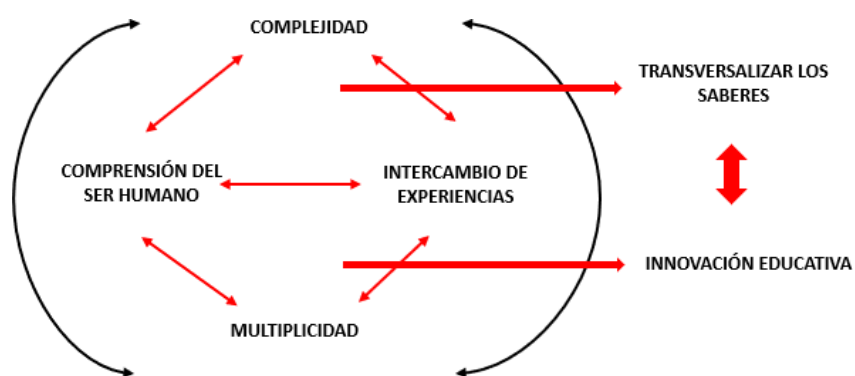 COMPLEJIDAD
TRANSVERSALIZAR LOS
SABERES
COMPRENSIÓN DEL
SER HUMANO
INTERCAMBIO DE
EXPERIENCIAS
INNOVACIÓN EDUCATIVA
MULTIPLICIDAD